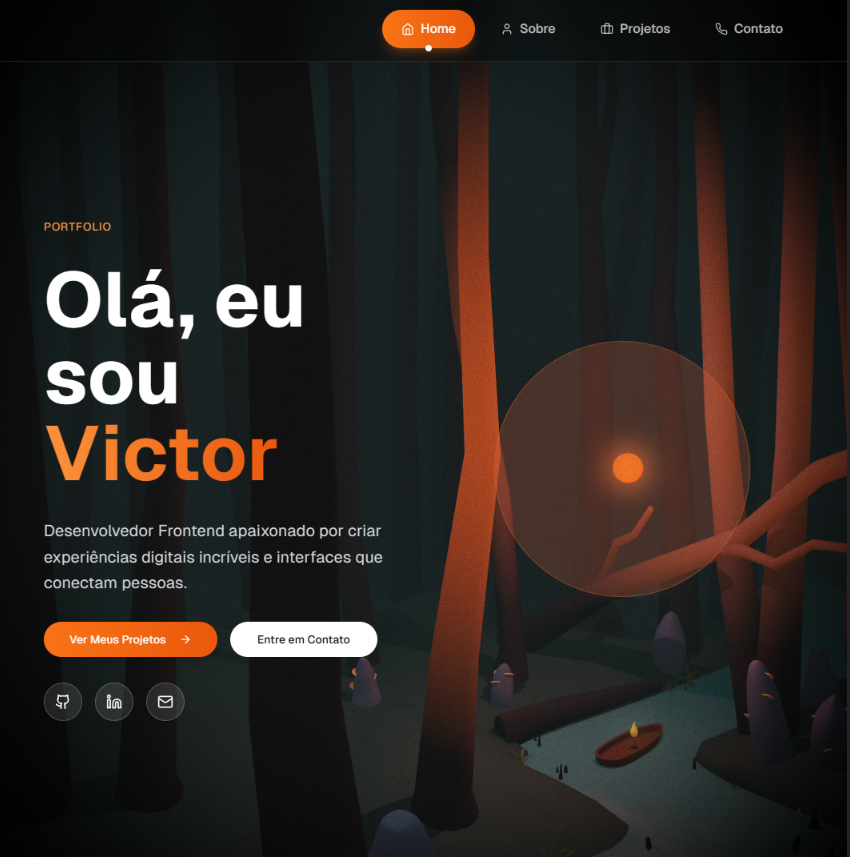 Home
Sobre
Projetos
Contato
PORTFOLIO
Olá, eu
sou
Victor
Desenvolvedor Frontend apaixonado por criar
experiências digitais incríveis e interfaces que
conectam pessoas.
Ver Meus Projetos
Entre em Contato
in